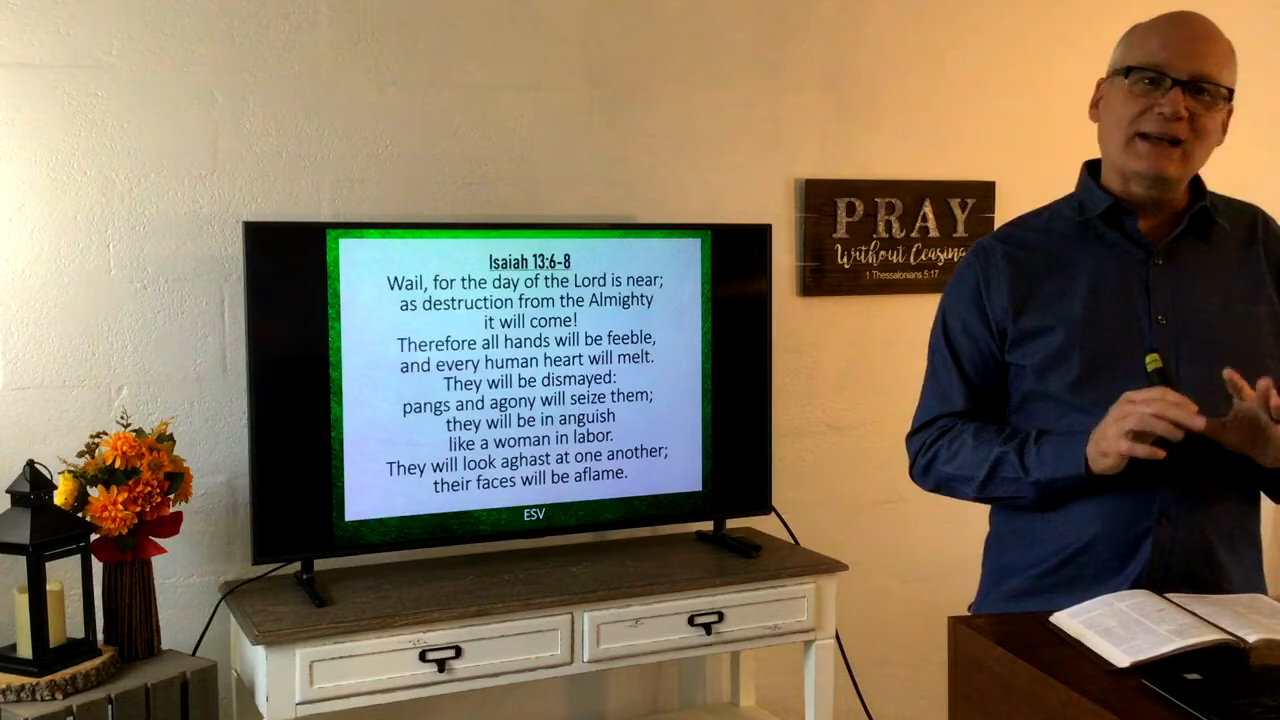 Isaiah 13:6-8
Wail, for the day of the Lord is near;
as destruction from the Almighty
it will come!
Therefore all hands will be feeble,
and every human heart will melt.
They will be dismayed:
pangs and agony will seize them;
they will be in anguish
like a woman in labor.
They will look aghast at one another;
their faces will be aflame.
ESV
PRAY
Without Ceasing
1 Thessalonians 5:17